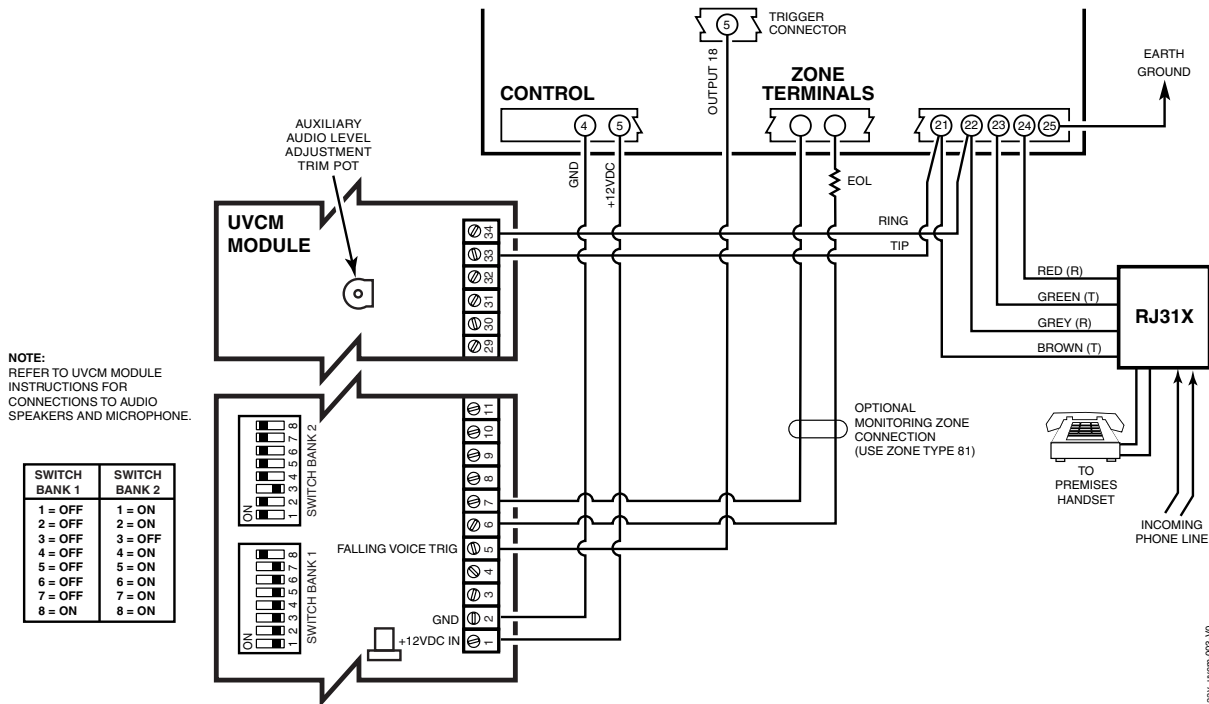 5
TRIGGER
CONNECTOR
OUTPUT 18
EARTH
GROUND
CONTROL
ZONE
TERMINALS
4
5
21
22
23
24
25
GND
+12VDC
EOL
AUXILIARY
AUDIO LEVEL
ADJUSTMENT
TRIM POT
UVCM
MODULE
34
33
32
31
30
29
RING
TIP
RED (R)
GREEN (T)
GREY (R)
BROWN (T)
RJ31X
NOTE:
REFER TO UVCM MODULE
INSTRUCTIONS FOR
CONNECTIONS TO AUDIO
SPEAKERS AND MICROPHONE.
SWITCH BANK 1
SWITCH BANK 2
1 = OFF 1 = ON
2 = OFF 2 = ON
3 = OFF 3 = OFF
4 = OFF 4 = ON
5 = OFF 5 = ON
6 = OFF 6 = ON
7 = OFF 7 = ON
8 = ON 8 = ON
ON
1 2 3 4 5 6 7 8
SWITCH BANK 2
ON
1 2 3 4 5 6 7 8
SWITCH BANK 1
11
10
9
8
7
6
5
4
3
2
1
FALLING VOICE TRIG
GND
+12VDC IN
OPTIONAL
MONITORING ZONE
CONNECTION
(USE ZONE TYPE 81)
TO
PREMISES
HANDSET
INCOMING
PHONE LINE